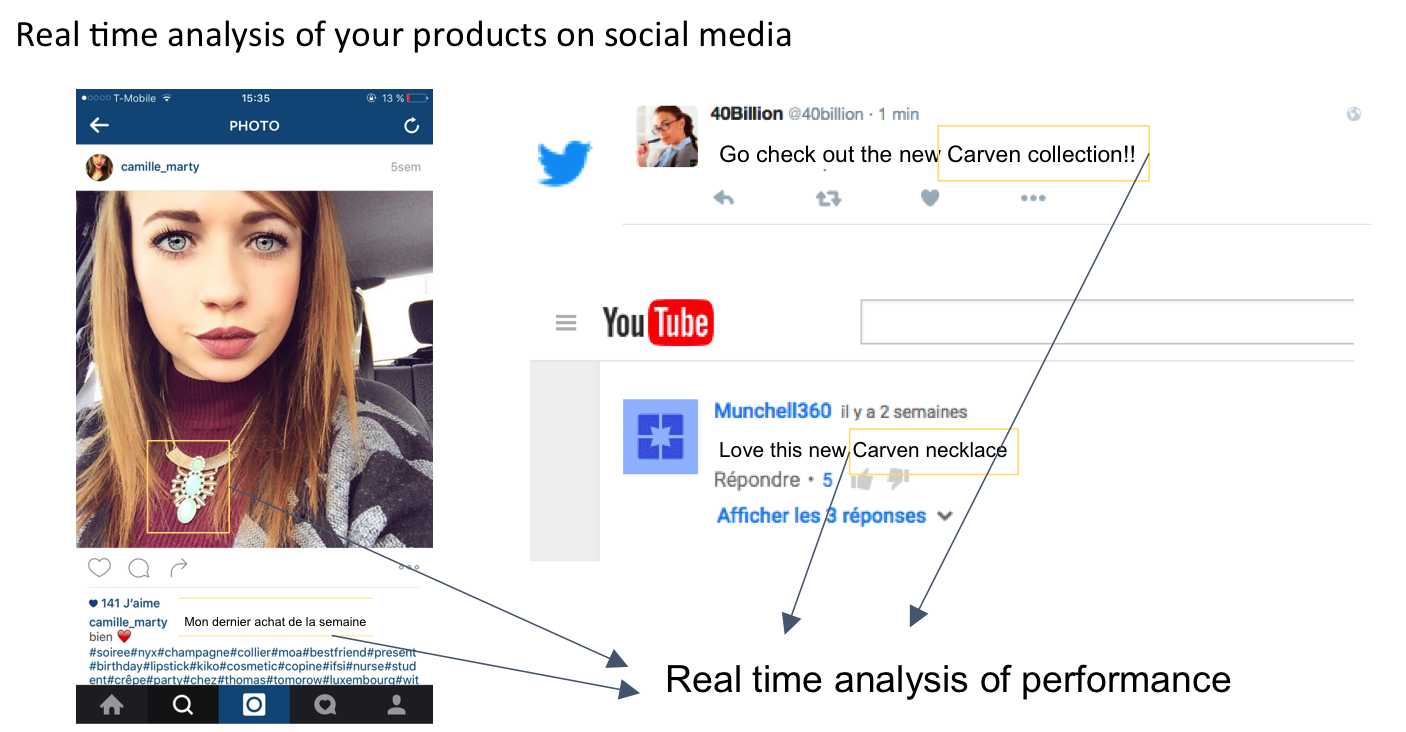 Real time analysis of your products on social media
T-Mobile 15:35 13 %
PHOTO
camille_marty 5sem
141 J'aime
camille_marty Mon dernier achat de la semaine
bien ❤️
#soiree#nyx#champagne#collier#moa#bestfriend#present
#birthday#lipstick#kiko#cosmetic#copine#ifsi#nurse#stud
ent#crêpe#party#chez#thomas#tomorow#luxembourg#wit
40Billion @40billion · 1 min
Go check out the new Carven collection!!
YouTube
Munchell360 il y a 2 semaines
Love this new Carven necklace
Répondre · 5
Afficher les 3 réponses
Real time analysis of performance